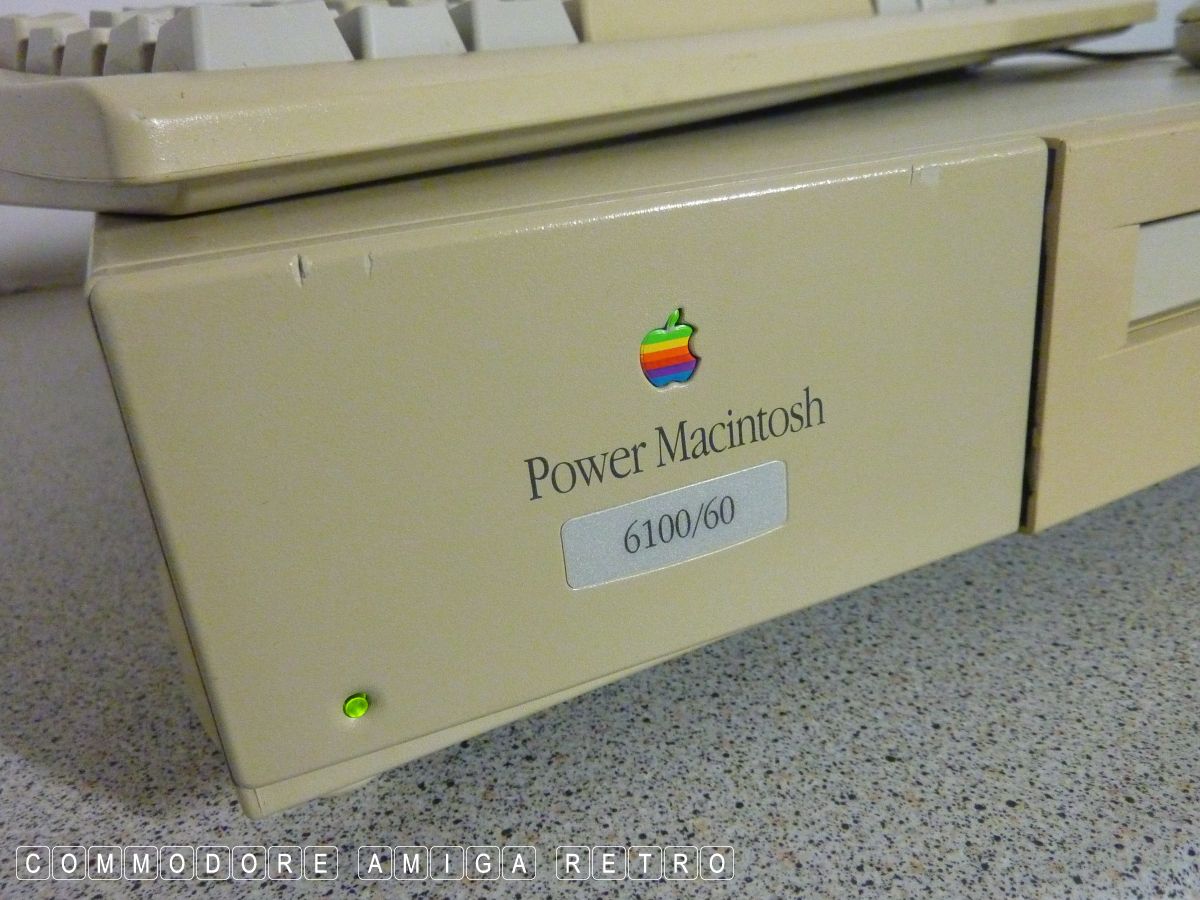 Power Macintosh
6100/60
COMMODORE AMIGA RETRO